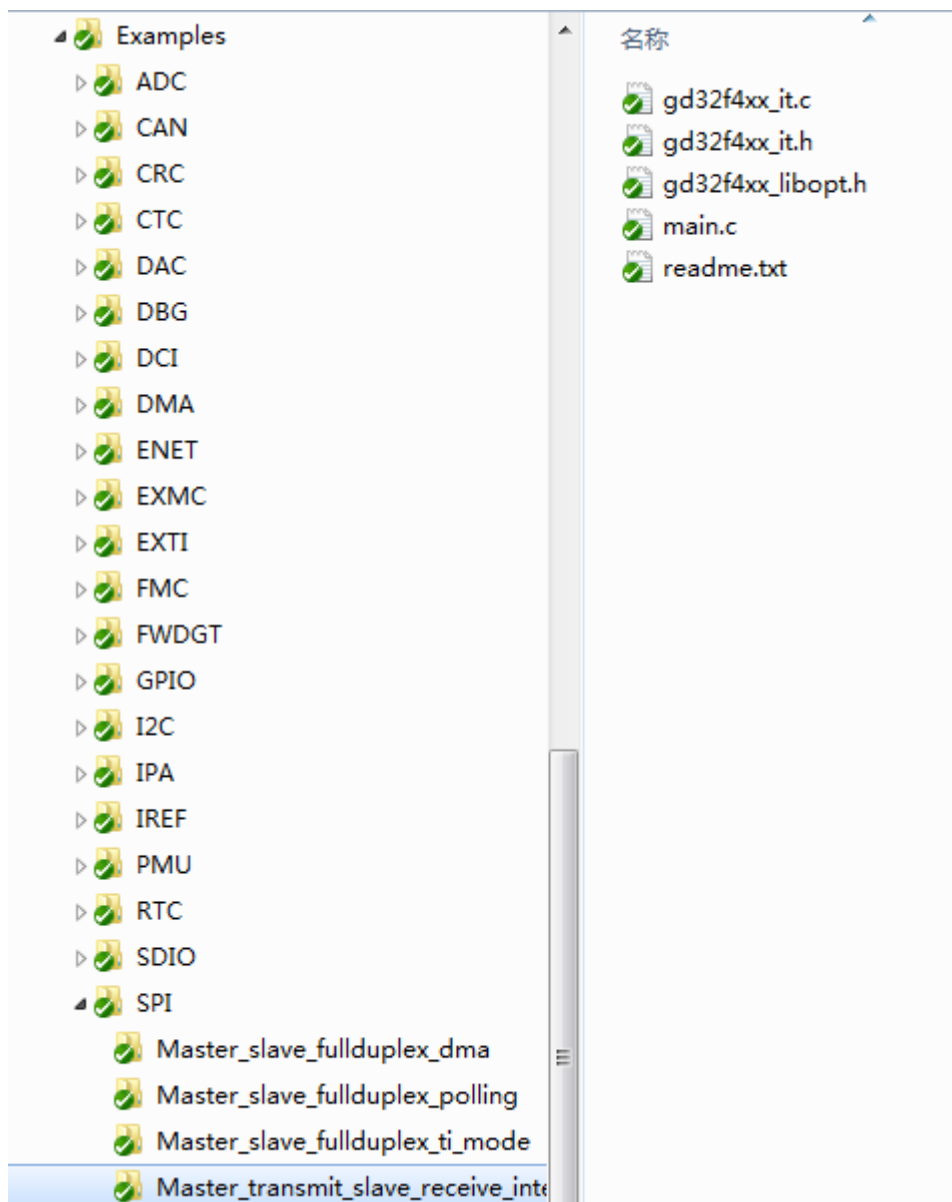 Examples
ADC
CAN
CRC
CTC
DAC
DBG
DCI
DMA
ENET
EXMC
EXTI
FMC
FWDGT
GPIO
I2C
IPA
IREF
PMU
RTC
SDIO
SPI
Master_slave_fullduplex_dma
Master_slave_fullduplex_polling
Master_slave_fullduplex_ti_mode
Master_transmit_slave_receive_inte
名称
gd32f4xx_it.c
gd32f4xx_it.h
gd32f4xx_libopt.h
main.c
readme.txt